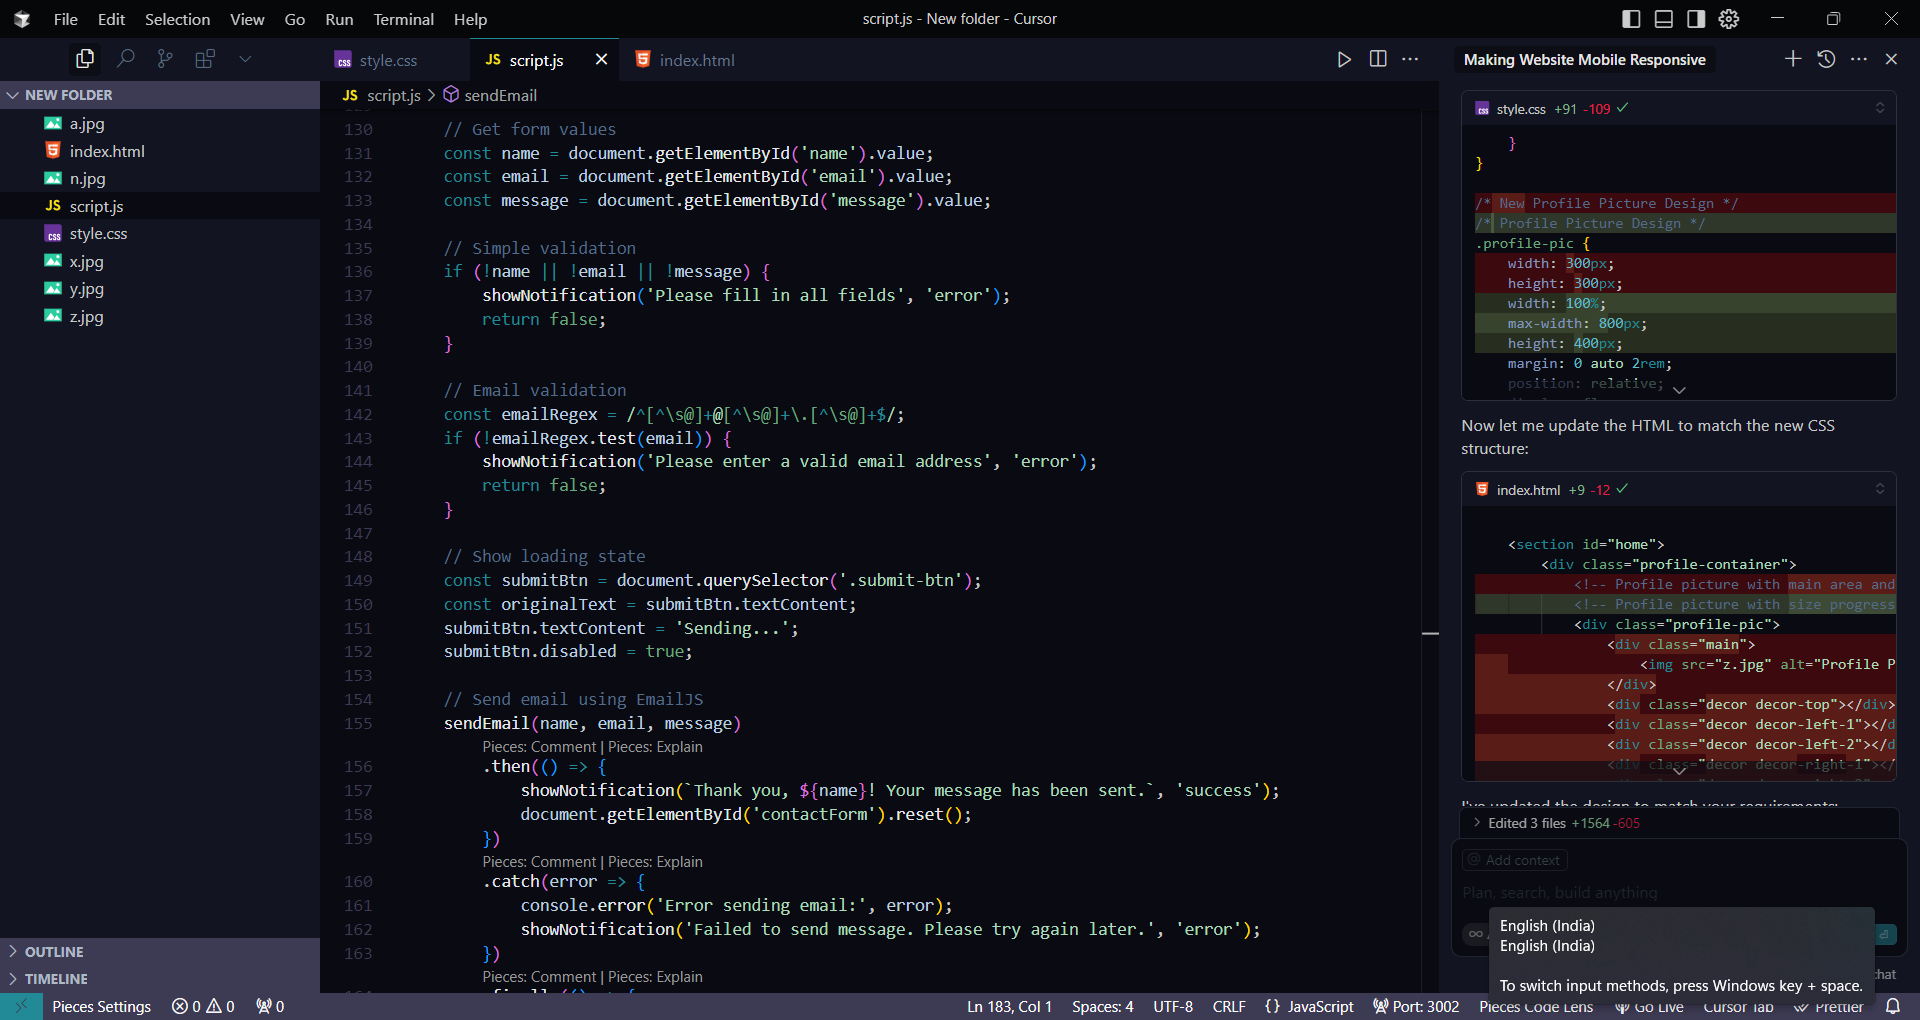 File Edit Selection View Go Run Terminal Help
script.js - New folder - Cursor
NEW FOLDER
a.jpg
index.html
n.jpg
script.js
style.css
x.jpg
y.jpg
z.jpg
OUTLINE
TIMELINE
style.css
JS script.js
index.html
JS script.js > sendEmail
130 // Get form values
131 const name = document.getElementById('name').value;
132 const email = document.getElementById('email').value;
133 const message = document.getElementById('message').value;
134
135 // Simple validation
136 if (!name || !email || !message) {
137 showNotification('Please fill in all fields', 'error');
138 return false;
139 }
140
141 // Email validation
142 const emailRegex = /^[^\s@]+@[^\s@]+\.[^\s@]+$/;
143 if (!emailRegex.test(email)) {
144 showNotification('Please enter a valid email address', 'error');
145 return false;
146 }
147
148 // Show loading state
149 const submitBtn = document.querySelector('.submit-btn');
150 const originalText = submitBtn.textContent;
151 submitBtn.textContent = 'Sending...';
152 submitBtn.disabled = true;
153
154 // Send email using EmailJS
155 sendEmail(name, email, message)
Pieces: Comment | Pieces: Explain
156 .then(() => {
157 showNotification(`Thank you, ${name}! Your message has been sent.`, 'success');
158 document.getElementById('contactForm').reset();
159 })
Pieces: Comment | Pieces: Explain
160 .catch(error => {
161 console.error('Error sending email:', error);
162 showNotification('Failed to send message. Please try again later.', 'error');
163 })
Pieces: Comment | Pieces: Explain
Making Website Mobile Responsive
style.css +91 -109
}
}
/* New Profile Picture Design */
/* Profile Picture Design */
.profile-pic {
width: 300px;
height: 300px;
width: 100%;
max-width: 800px;
height: 400px;
margin: 0 auto 2rem;
position: relative;
Now let me update the HTML to match the new CSS
structure:
index.html +9 -12
<section id="home">
<div class="profile-container">
<!-- Profile picture with main area and
<!-- Profile picture with size progress
<div class="profile-pic">
<div class="main">
<img src="z.jpg" alt="Profile P
</div>
<div class="decor decor-top"></div>
<div class="decor decor-left-1"></d
<div class="decor decor-left-2"></d
<div class="decor decor-right-1"></
I've updated the design to match your requirements:
Edited 3 files +1564 -605
@ Add context
Plan, search, build anything
English (India)
English (India)
To switch input methods, press Windows key + space.
Pieces Settings 0 0 0
Ln 183, Col 1 Spaces: 4 UTF-8 CRLF {} JavaScript Port: 3002 Pieces Code Lens Go Live Cursor Tab Prettier